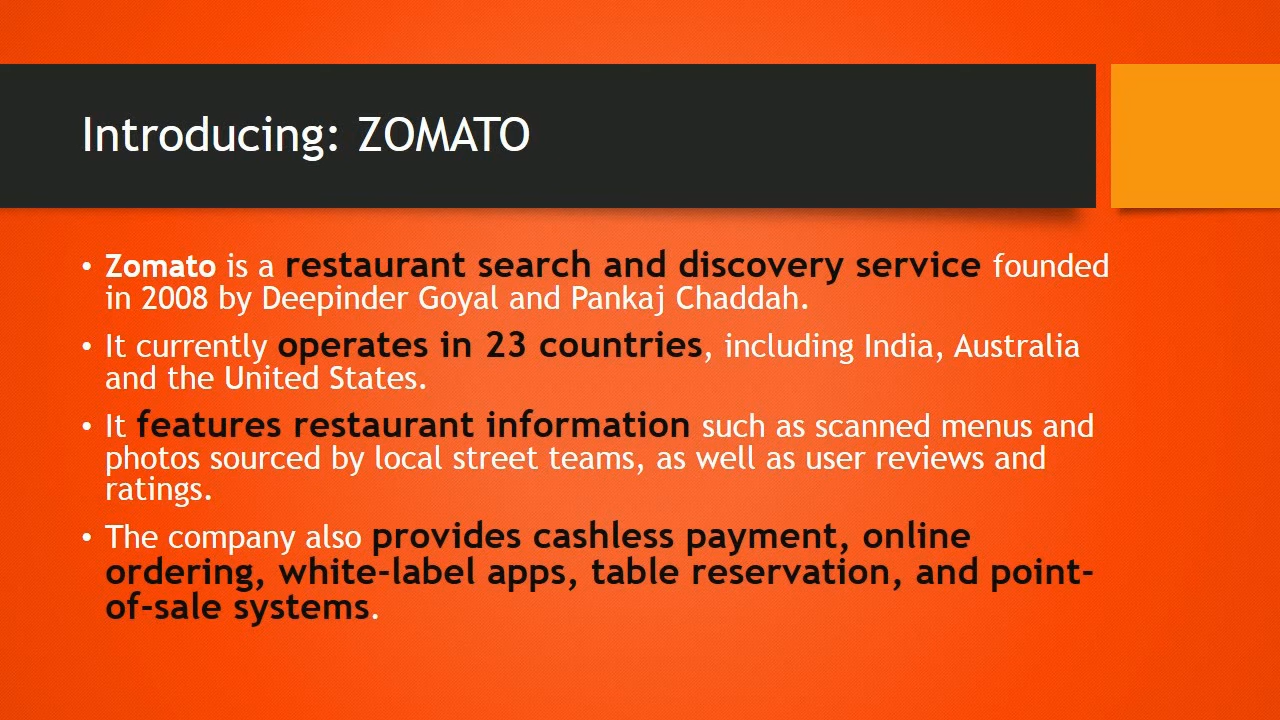 Introducing: ZOMATO
• Zomato is a restaurant search and discovery service founded
in 2008 by Deepinder Goyal and Pankaj Chaddah.
• It currently operates in 23 countries, including India, Australia
and the United States.
• It features restaurant information such as scanned menus and
photos sourced by local street teams, as well as user reviews and
ratings.
• The company also provides cashless payment, online
ordering, white-label apps, table reservation, and point-
of-sale systems.